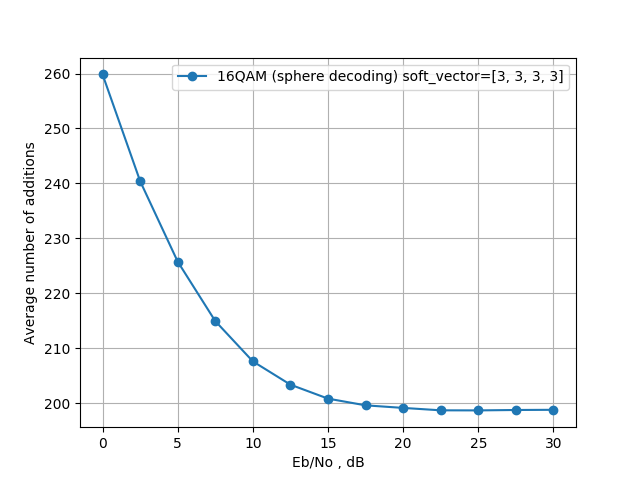 16QAM (sphere decoding) soft_vector=[3, 3, 3, 3]
Average number of additions
260
250
240
230
220
210
200
0 5 10 15 20 25 30
Eb/No , dB